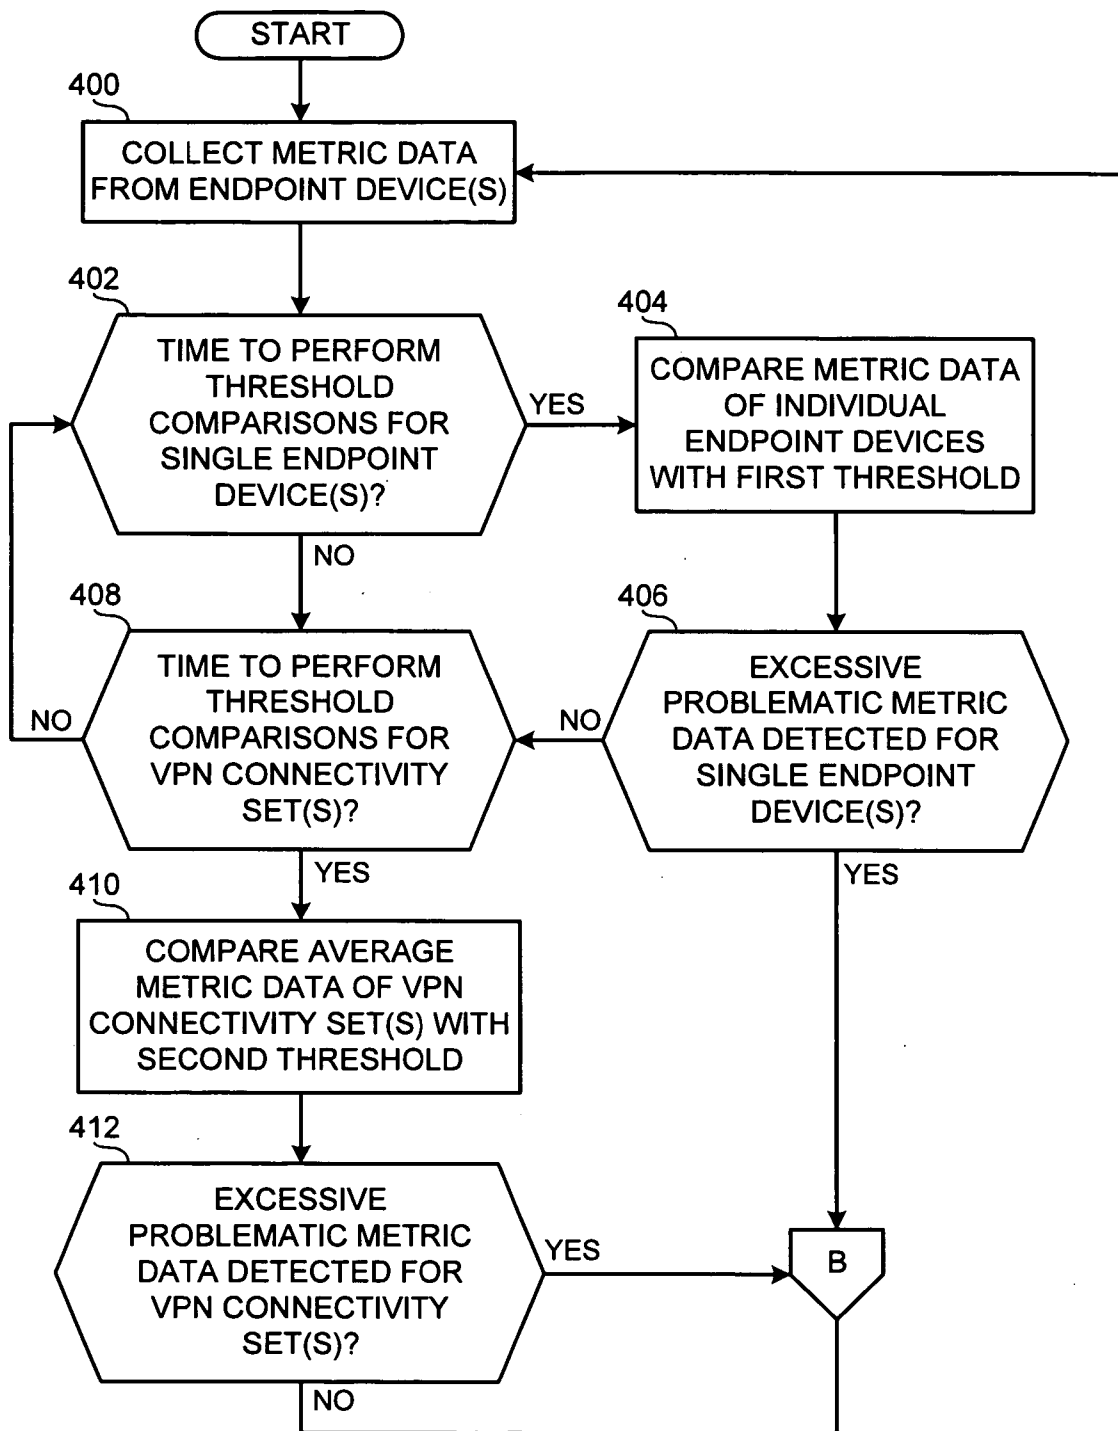 START
400
COLLECT METRIC DATA
FROM ENDPOINT DEVICE(S)
402
TIME TO PERFORM
THRESHOLD
COMPARISONS FOR
SINGLE ENDPOINT
DEVICE(S)?
YES
NO
404
COMPARE METRIC DATA
OF INDIVIDUAL
ENDPOINT DEVICES
WITH FIRST THRESHOLD
406
EXCESSIVE
PROBLEMATIC METRIC
DATA DETECTED FOR
SINGLE ENDPOINT
DEVICE(S)?
NO
YES
408
TIME TO PERFORM
THRESHOLD
COMPARISONS FOR
VPN CONNECTIVITY
SET(S)?
NO
YES
410
COMPARE AVERAGE
METRIC DATA OF VPN
CONNECTIVITY SET(S) WITH
SECOND THRESHOLD
412
EXCESSIVE
PROBLEMATIC METRIC
DATA DETECTED FOR
VPN CONNECTIVITY
SET(S)?
YES
NO
B